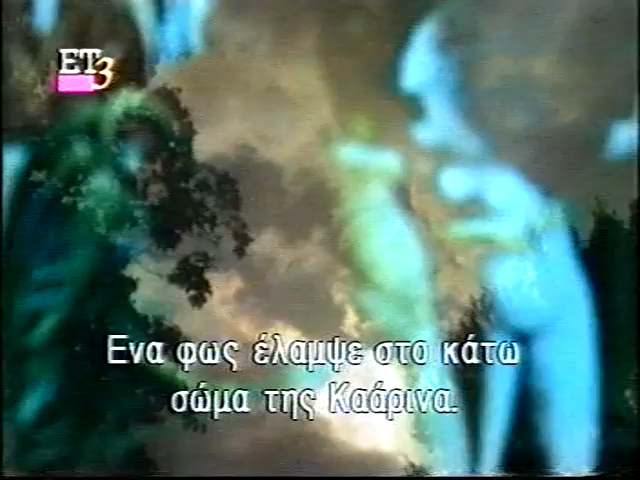 ET3
Ενα φως έλαμψε στο κάτω
σώμα της Καάρινα.